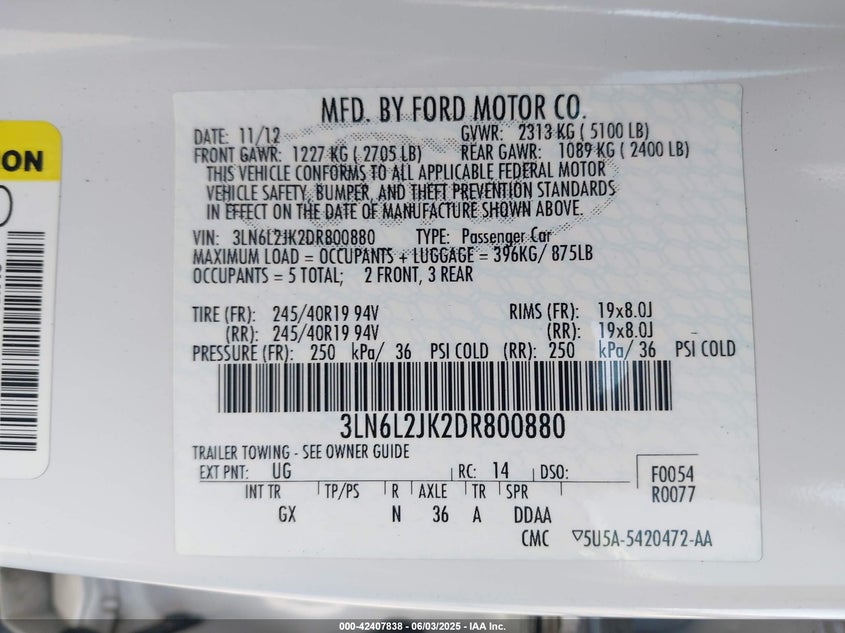 MFD. BY FORD MOTOR CO.
DATE: 11/12 GVWR: 2313 KG ( 5100 LB)
FRONT GAWR: 1227 KG ( 2705 LB) REAR GAWR: 1089 KG ( 2400 LB)
THIS VEHICLE CONFORMS TO ALL APPLICABLE FEDERAL MOTOR
VEHICLE SAFETY, BUMPER, AND THEFT PREVENTION STANDARDS
IN EFFECT ON THE DATE OF MANUFACTURE SHOWN ABOVE.
VIN: 3LN6L2JK2DR800880 TYPE: Passenger Car
MAXIMUM LOAD = OCCUPANTS + LUGGAGE = 396KG/ 875LB
OCCUPANTS = 5 TOTAL; 2 FRONT, 3 REAR
TIRE (FR): 245/40R19 94V RIMS (FR): 19x8.0J
(RR): 245/40R19 94V (RR): 19x8.0J
PRESSURE (FR): 250 kPa/ 36 PSI COLD (RR): 250 kPa/ 36 PSI COLD
3LN6L2JK2DR800880
TRAILER TOWING - SEE OWNER GUIDE
EXT PNT: UG RC: 14 DSO: F0054
INT TR TP/PS R AXLE TR SPR R0077
GX N 36 A DDAA
CMC ▽5U5A-5420472-AA
ON
000-42407838 - 06/03/2025 - IAA Inc.